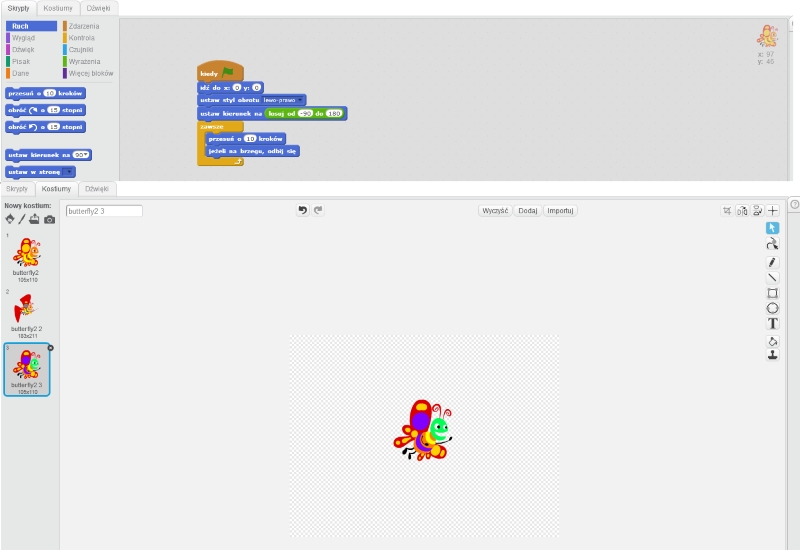 Skrypty Kostiumy Dźwięki
Ruch Zdarzenia
Wygląd Kontrola
Dźwięk Czujniki
Pisak Wyrażenia
Dane Więcej bloków
przesuń o 10 kroków
obróć o 15 stopni
obróć o 15 stopni
ustaw kierunek na 90
ustaw w stronę
kiedy
idź do x: 0 y: 0
ustaw styl obrotu lewo-prawo
ustaw kierunek na losuj od -90 do 180
zawsze
przesuń o 10 kroków
jeżeli na brzegu, odbij się
x: 97
y: 45
Skrypty Kostiumy Dźwięki
Nowy kostium:
butterfly2 3
Wyczyść Dodaj Importuj
1
butterfly2
105x110
2
butterfly2 2
163x211
3
butterfly2 3
105x110
T